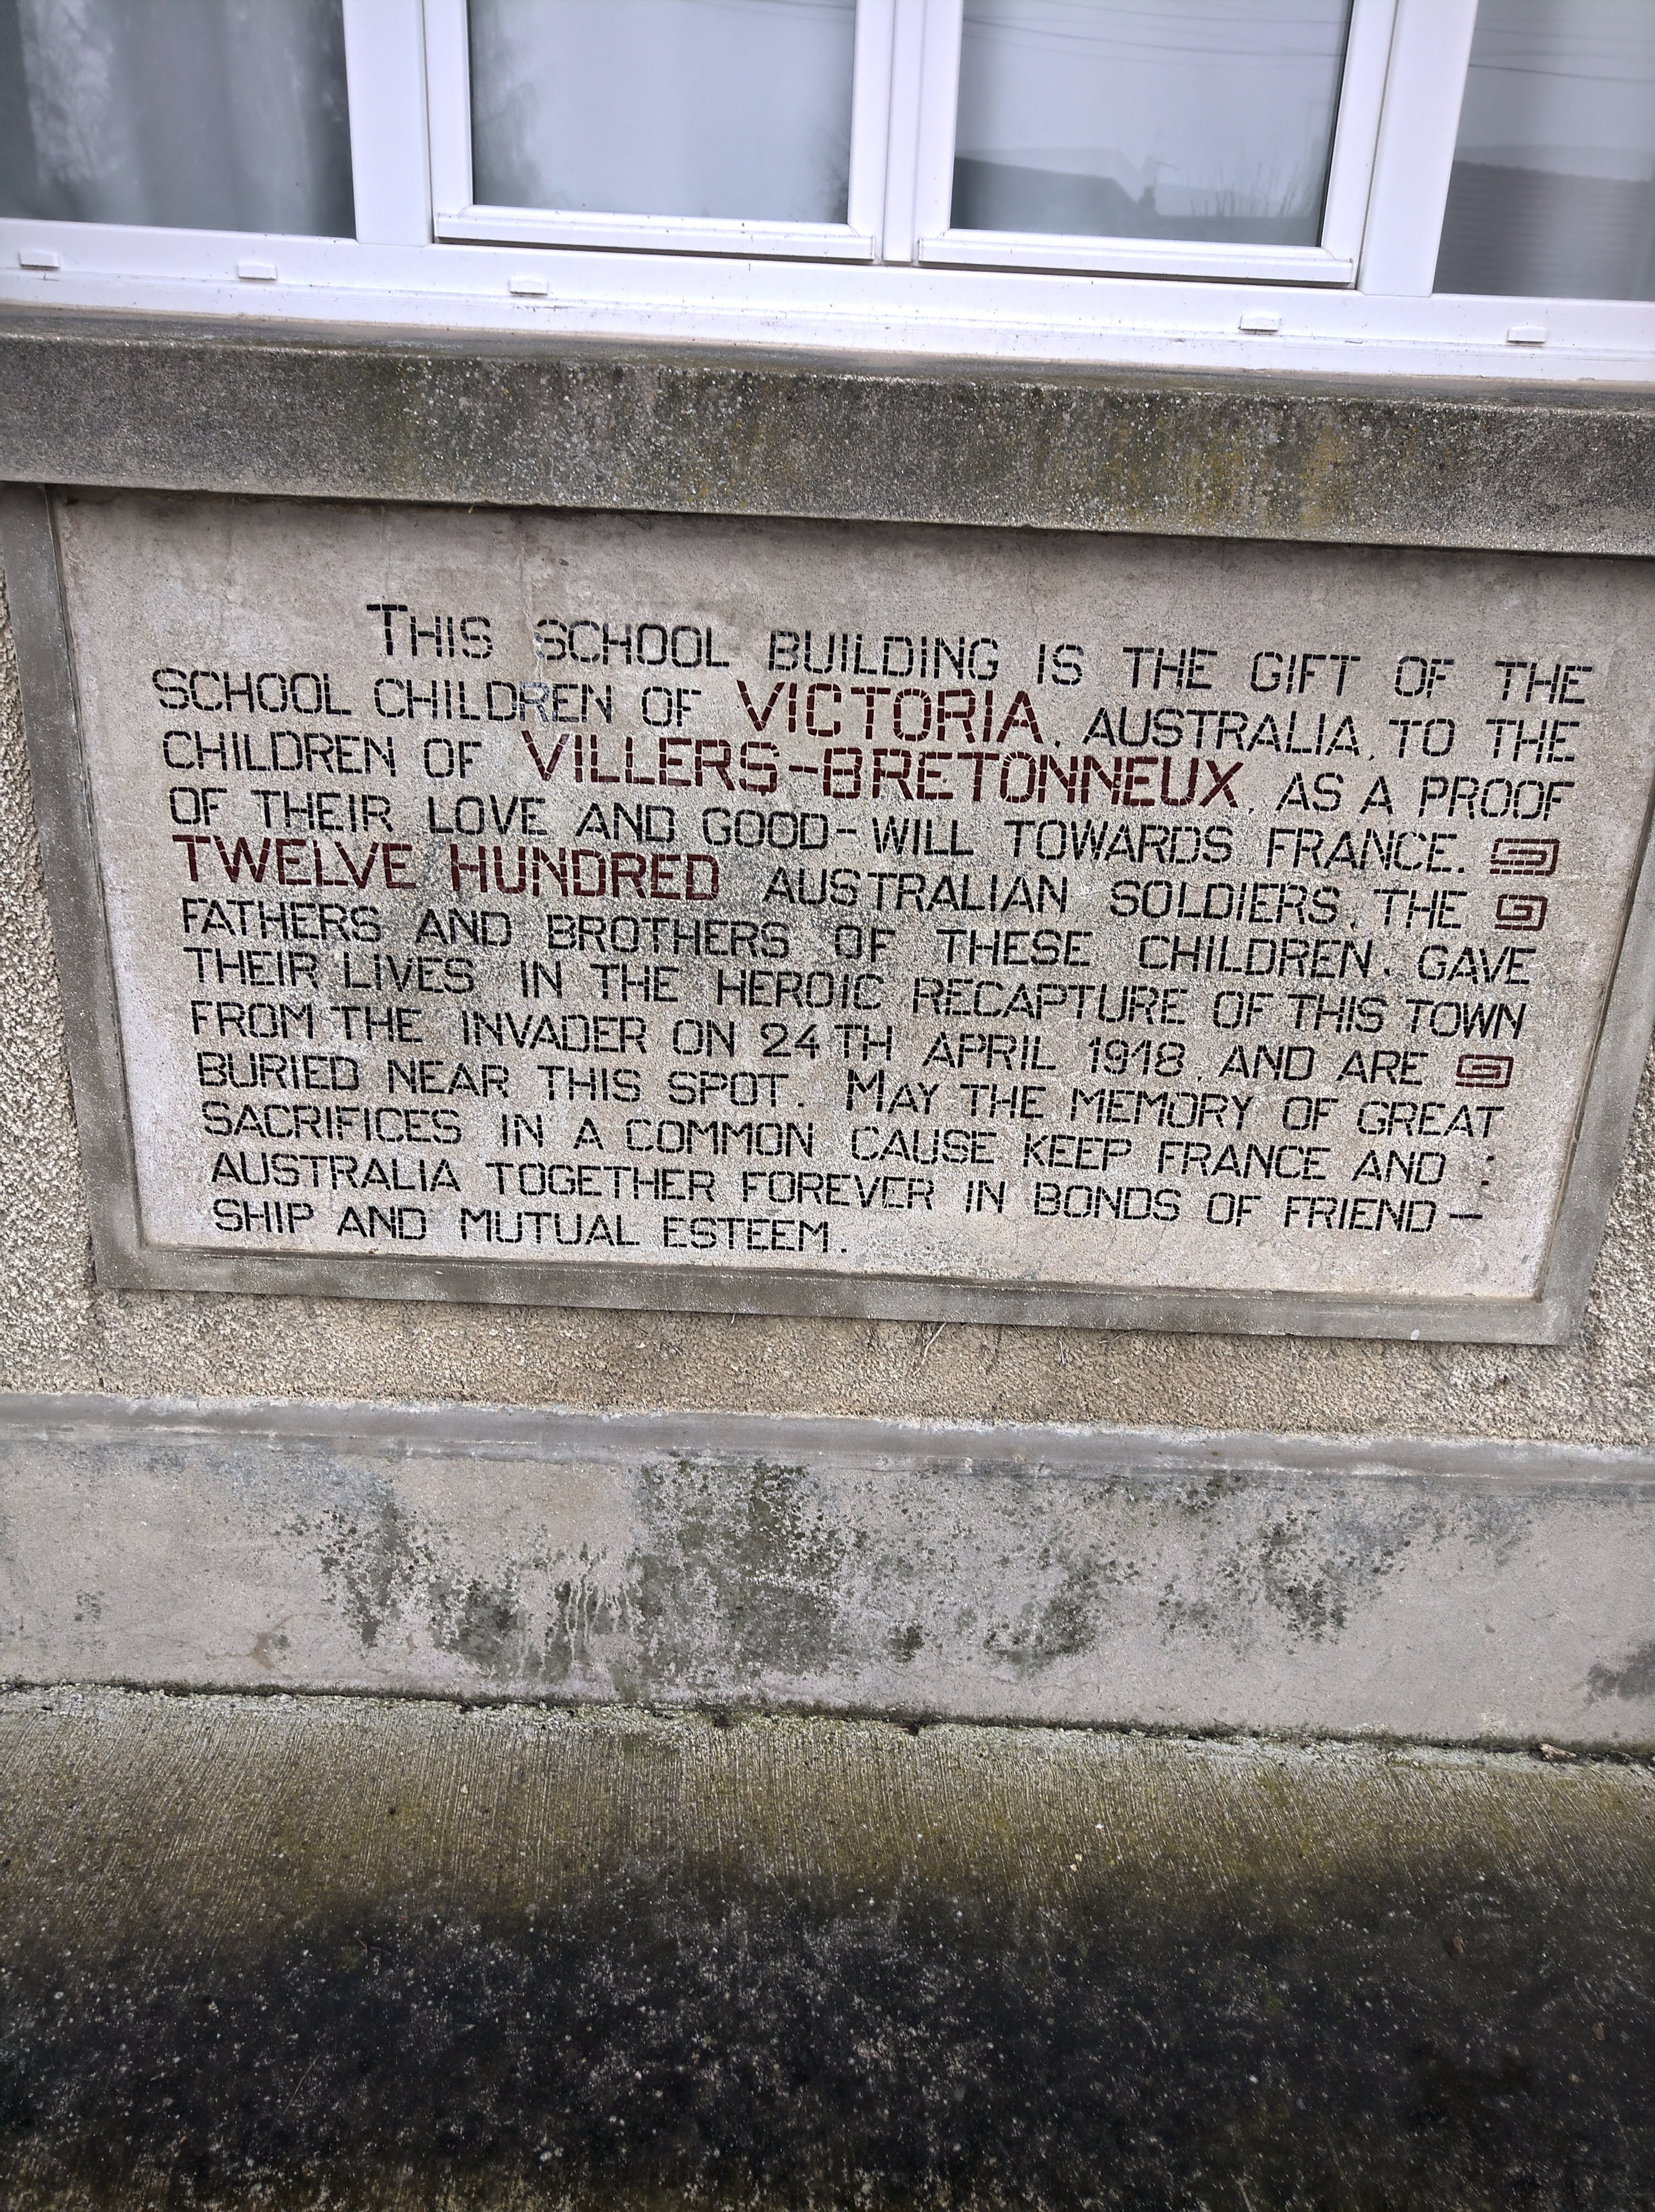 THIS SCHOOL BUILDING IS THE GIFT OF THE
SCHOOL CHILDREN OF VICTORIA, AUSTRALIA, TO THE
CHILDREN OF VILLERS-BRETONNEUX, AS A PROOF
OF THEIR LOVE AND GOOD-WILL TOWARDS FRANCE.
TWELVE HUNDRED AUSTRALIAN SOLDIERS, THE
FATHERS AND BROTHERS OF THESE CHILDREN, GAVE
THEIR LIVES IN THE HEROIC RECAPTURE OF THIS TOWN
FROM THE INVADER ON 24TH APRIL 1918, AND ARE
BURIED NEAR THIS SPOT. MAY THE MEMORY OF GREAT
SACRIFICES IN A COMMON CAUSE KEEP FRANCE AND :
AUSTRALIA TOGETHER FOREVER IN BONDS OF FRIEND-
SHIP AND MUTUAL ESTEEM.